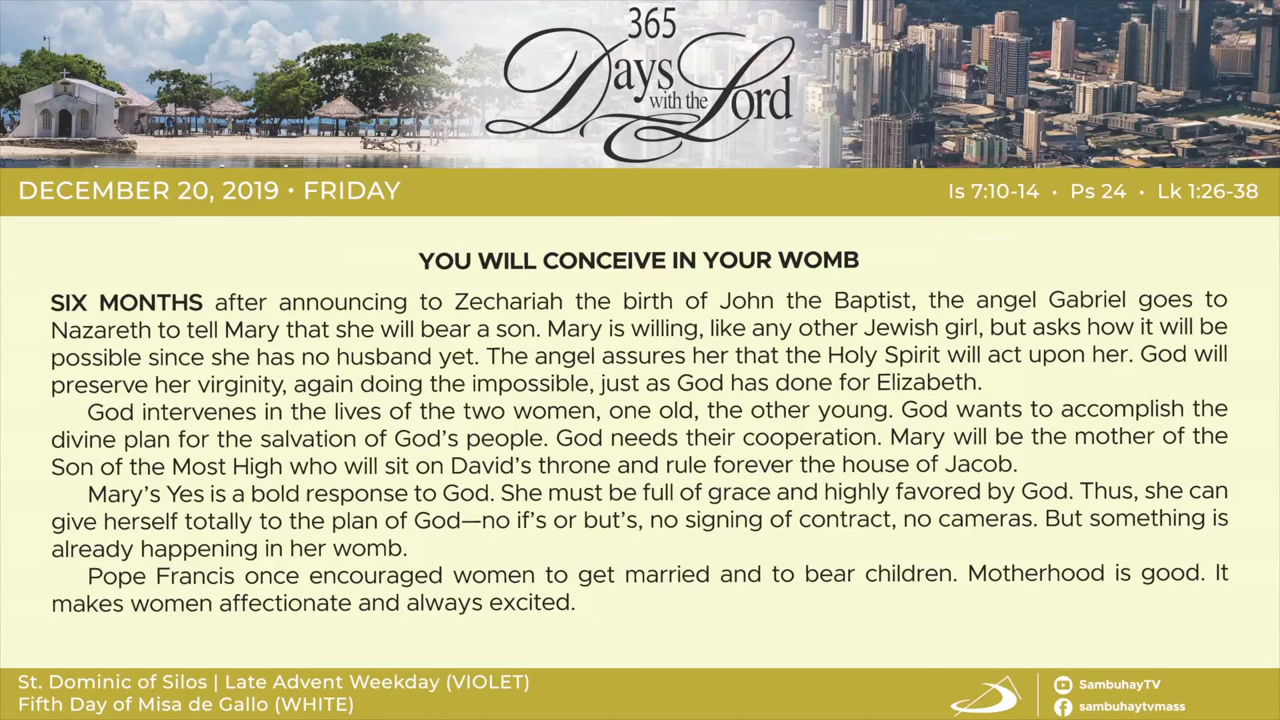 365
Days
with the
Lord
DECEMBER 20, 2019 • FRIDAY
Is 7:10-14 • Ps 24 • Lk 1:26-38
YOU WILL CONCEIVE IN YOUR WOMB
SIX MONTHS after announcing to Zechariah the birth of John the Baptist, the angel Gabriel goes to
Nazareth to tell Mary that she will bear a son. Mary is willing, like any other Jewish girl, but asks how it will be
possible since she has no husband yet. The angel assures her that the Holy Spirit will act upon her. God will
preserve her virginity, again doing the impossible, just as God has done for Elizabeth.
God intervenes in the lives of the two women, one old, the other young. God wants to accomplish the
divine plan for the salvation of God's people. God needs their cooperation. Mary will be the mother of the
Son of the Most High who will sit on David's throne and rule forever the house of Jacob.
Mary's Yes is a bold response to God. She must be full of grace and highly favored by God. Thus, she can
give herself totally to the plan of God—no if's or but's, no signing of contract, no cameras. But something is
already happening in her womb.
Pope Francis once encouraged women to get married and to bear children. Motherhood is good. It
makes women affectionate and always excited.
St. Dominic of Silos | Late Advent Weekday (VIOLET)
Fifth Day of Misa de Gallo (WHITE)
SambuhayTV
sambuhaytvmass